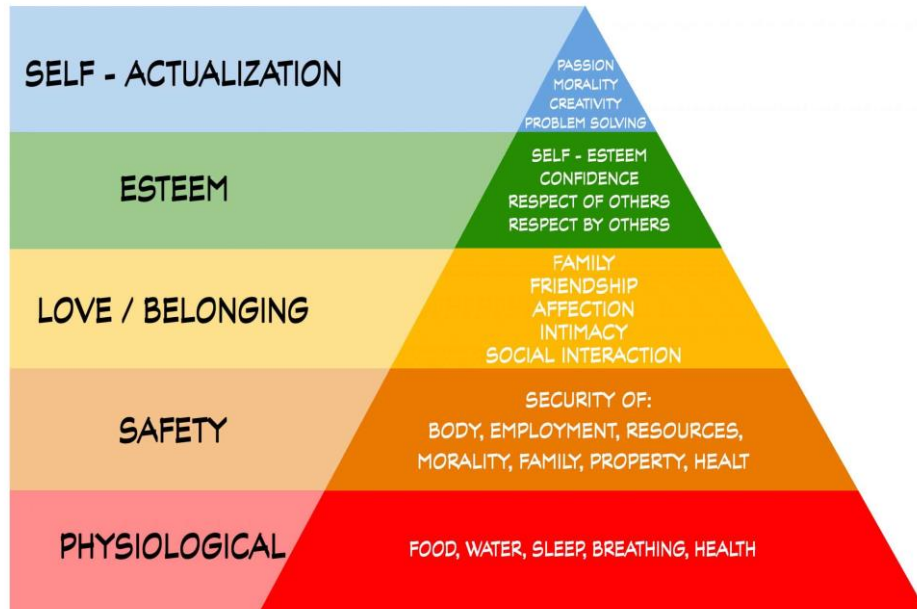 SELF - ACTUALIZATION
PASSION
MORALITY
CREATIVITY
PROBLEM SOLVING
ESTEEM
SELF - ESTEEM
CONFIDENCE
RESPECT OF OTHERS
RESPECT BY OTHERS
LOVE / BELONGING
FAMILY
FRIENDSHIP
AFFECTION
INTIMACY
SOCIAL INTERACTION
SAFETY
SECURITY OF:
BODY, EMPLOYMENT, RESOURCES,
MORALITY, FAMILY, PROPERTY, HEALT
PHYSIOLOGICAL
FOOD, WATER, SLEEP, BREATHING, HEALTH